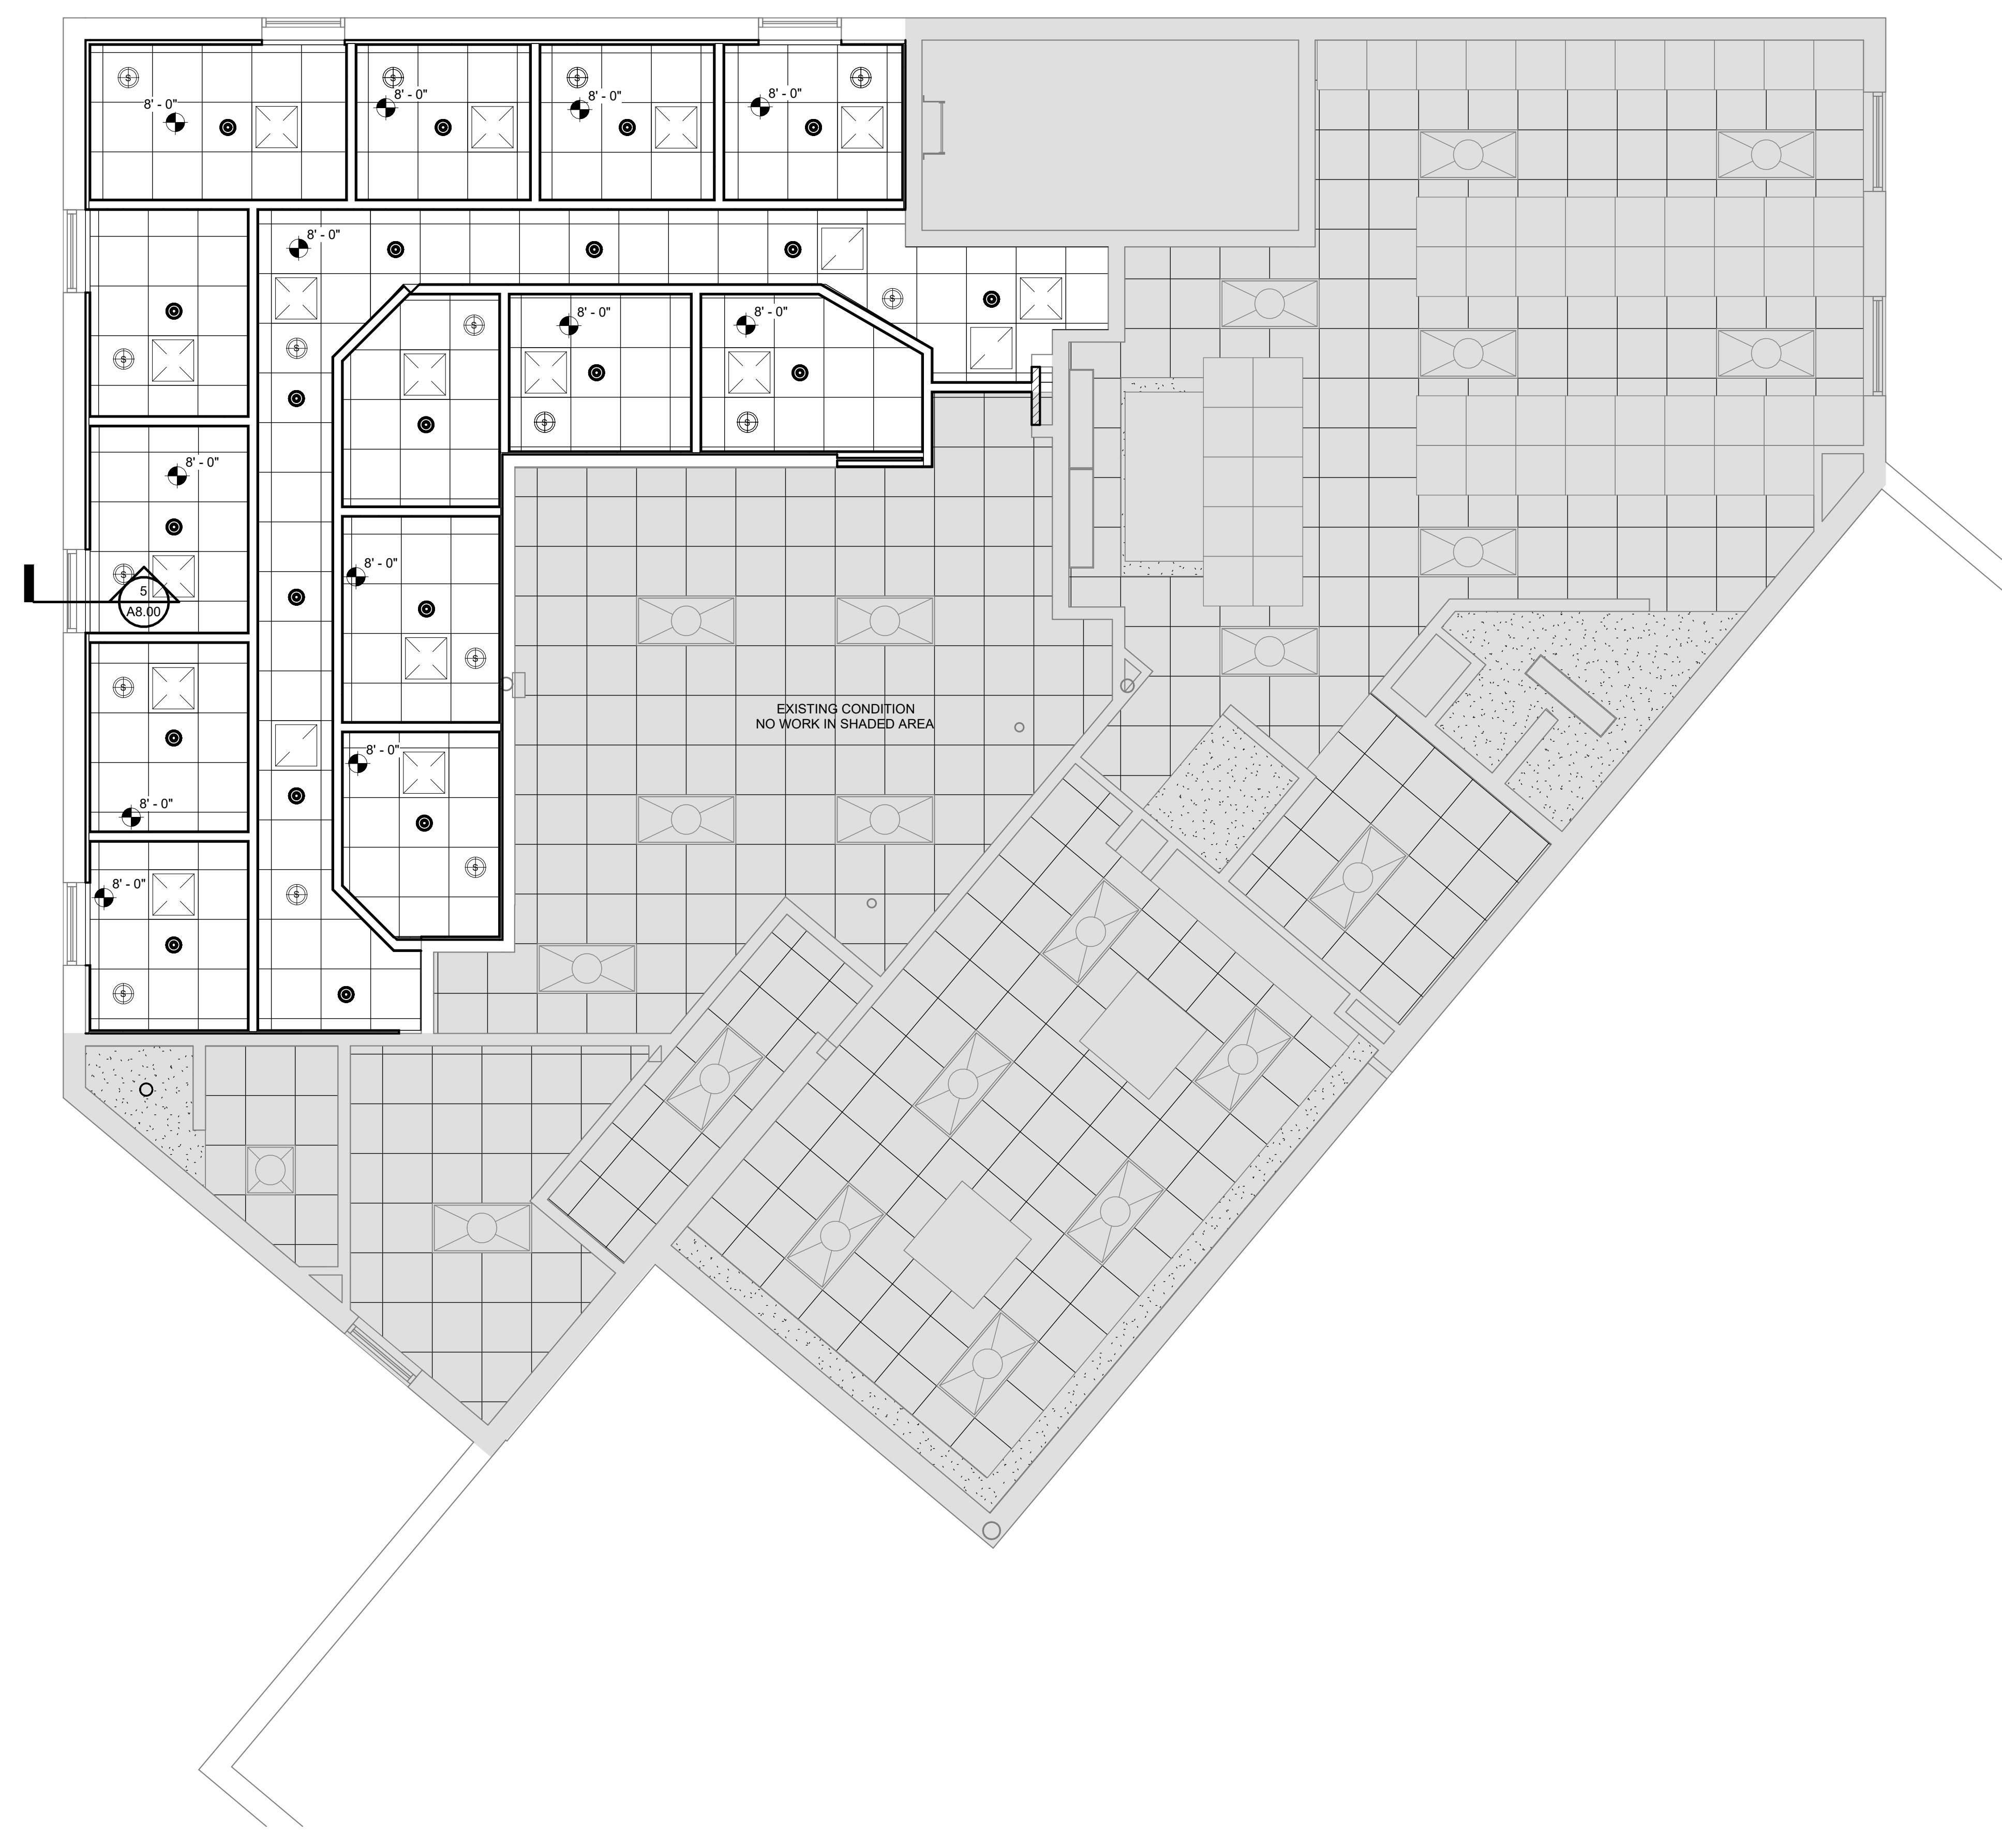 S
8' - 0"
S
8' - 0"
S
8' - 0"
S
8' - 0"
8' - 0"
S
S
8' - 0"
8' - 0"
S
S
S
S
S
8' - 0"
S
5
A8.00
8' - 0"
S
S
EXISTING CONDITION
NO WORK IN SHADED AREA
8' - 0"
8' - 0"
S
S
8' - 0"
S